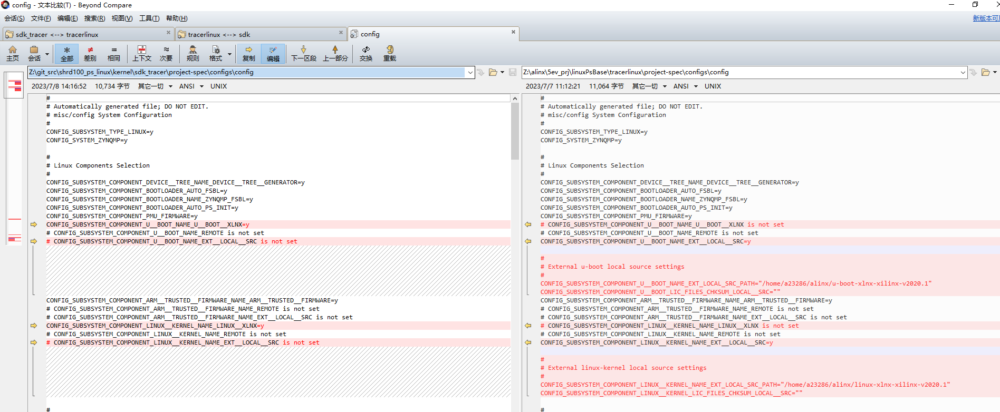 config - 文本比较(T) - Beyond Compare
会话(S) 文件(F) 编辑(E) 搜索(R) 视图(V) 工具(T) 帮助(H)
sdk_tracer <--> tracerlinux
tracerlinux <--> sdk
config
主页 会话 全部 差别 相同 上下文 次要 规则 格式 复制 编辑 下一区段 上一部分 交换 重载
Z:\git_src\shrd100_ps_linux\kernel\sdk_tracer\project-spec\configs\config
2023/7/8 14:16:52 10,734 字节 其它一切 ANSI UNIX
#
# Automatically generated file; DO NOT EDIT.
# misc/config System Configuration
#
CONFIG_SUBSYSTEM_TYPE_LINUX=y
CONFIG_SYSTEM_ZYNQMP=y
#
# Linux Components Selection
#
CONFIG_SUBSYSTEM_COMPONENT_DEVICE__TREE_NAME_DEVICE__TREE__GENERATOR=y
CONFIG_SUBSYSTEM_COMPONENT_BOOTLOADER_AUTO_FSBL=y
CONFIG_SUBSYSTEM_COMPONENT_BOOTLOADER_NAME_ZYNQMP_FSBL=y
CONFIG_SUBSYSTEM_COMPONENT_BOOTLOADER_AUTO_PS_INIT=y
CONFIG_SUBSYSTEM_COMPONENT_PMU_FIRMWARE=y
CONFIG_SUBSYSTEM_COMPONENT_U__BOOT_NAME_U__BOOT__XLNX=y
# CONFIG_SUBSYSTEM_COMPONENT_U__BOOT_NAME_REMOTE is not set
# CONFIG_SUBSYSTEM_COMPONENT_U__BOOT_NAME_EXT__LOCAL__SRC is not set
CONFIG_SUBSYSTEM_COMPONENT_ARM__TRUSTED__FIRMWARE_NAME_ARM__TRUSTED__FIRMWARE=y
# CONFIG_SUBSYSTEM_COMPONENT_ARM__TRUSTED__FIRMWARE_NAME_REMOTE is not set
# CONFIG_SUBSYSTEM_COMPONENT_ARM__TRUSTED__FIRMWARE_NAME_EXT__LOCAL__SRC is not set
CONFIG_SUBSYSTEM_COMPONENT_LINUX__KERNEL_NAME_LINUX__XLNX=y
# CONFIG_SUBSYSTEM_COMPONENT_LINUX__KERNEL_NAME_REMOTE is not set
# CONFIG_SUBSYSTEM_COMPONENT_LINUX__KERNEL_NAME_EXT__LOCAL__SRC is not set
#
Z:\alinx\5ev_prj\linuxPsBase\tracerlinux\project-spec\configs\config
2023/7/7 11:12:21 11,064 字节 其它一切 ANSI UNIX
#
# Automatically generated file; DO NOT EDIT.
# misc/config System Configuration
#
CONFIG_SUBSYSTEM_TYPE_LINUX=y
CONFIG_SYSTEM_ZYNQMP=y
#
# Linux Components Selection
#
CONFIG_SUBSYSTEM_COMPONENT_DEVICE__TREE_NAME_DEVICE__TREE__GENERATOR=y
CONFIG_SUBSYSTEM_COMPONENT_BOOTLOADER_AUTO_FSBL=y
CONFIG_SUBSYSTEM_COMPONENT_BOOTLOADER_NAME_ZYNQMP_FSBL=y
CONFIG_SUBSYSTEM_COMPONENT_BOOTLOADER_AUTO_PS_INIT=y
CONFIG_SUBSYSTEM_COMPONENT_PMU_FIRMWARE=y
# CONFIG_SUBSYSTEM_COMPONENT_U__BOOT_NAME_U__BOOT__XLNX is not set
# CONFIG_SUBSYSTEM_COMPONENT_U__BOOT_NAME_REMOTE is not set
CONFIG_SUBSYSTEM_COMPONENT_U__BOOT_NAME_EXT__LOCAL__SRC=y
#
# External u-boot local source settings
#
CONFIG_SUBSYSTEM_COMPONENT_U__BOOT_NAME_EXT_LOCAL_SRC_PATH="/home/a23286/alinx/u-boot-xlnx-xilinx-v2020.1"
CONFIG_SUBSYSTEM_COMPONENT_U__BOOT_LIC_FILES_CHKSUM_LOCAL__SRC=""
CONFIG_SUBSYSTEM_COMPONENT_ARM__TRUSTED__FIRMWARE_NAME_ARM__TRUSTED__FIRMWARE=y
# CONFIG_SUBSYSTEM_COMPONENT_ARM__TRUSTED__FIRMWARE_NAME_REMOTE is not set
# CONFIG_SUBSYSTEM_COMPONENT_ARM__TRUSTED__FIRMWARE_NAME_EXT__LOCAL__SRC is not set
# CONFIG_SUBSYSTEM_COMPONENT_LINUX__KERNEL_NAME_LINUX__XLNX is not set
# CONFIG_SUBSYSTEM_COMPONENT_LINUX__KERNEL_NAME_REMOTE is not set
CONFIG_SUBSYSTEM_COMPONENT_LINUX__KERNEL_NAME_EXT__LOCAL__SRC=y
#
# External linux-kernel local source settings
#
CONFIG_SUBSYSTEM_COMPONENT_LINUX__KERNEL_NAME_EXT_LOCAL_SRC_PATH="/home/a23286/alinx/linux-xlnx-xilinx-v2020.1"
CONFIG_SUBSYSTEM_COMPONENT_LINUX__KERNEL_LIC_FILES_CHKSUM_LOCAL__SRC=""
#